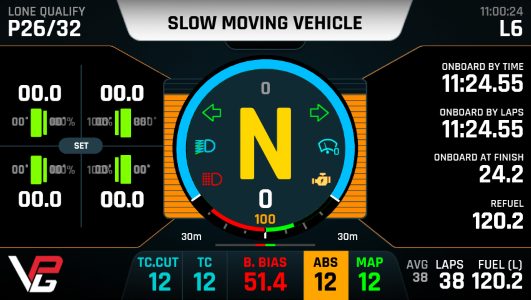 LONE QUALIFY
P26/32
SLOW MOVING VEHICLE
11:00:24
L6
00.0
00.0
00°
100%
00°
SET
00°
100%
00°
00.0
00.0
0
N
0
100
30m
30m
ONBOARD BY TIME
11:24.55
ONBOARD BY LAPS
11:24.55
ONBOARD AT FINISH
24.2
REFUEL
120.2
VPG
TC.CUT
12
TC
12
B. BIAS
51.4
ABS
12
MAP
12
AVG
38
LAPS
38
FUEL (L)
120.2